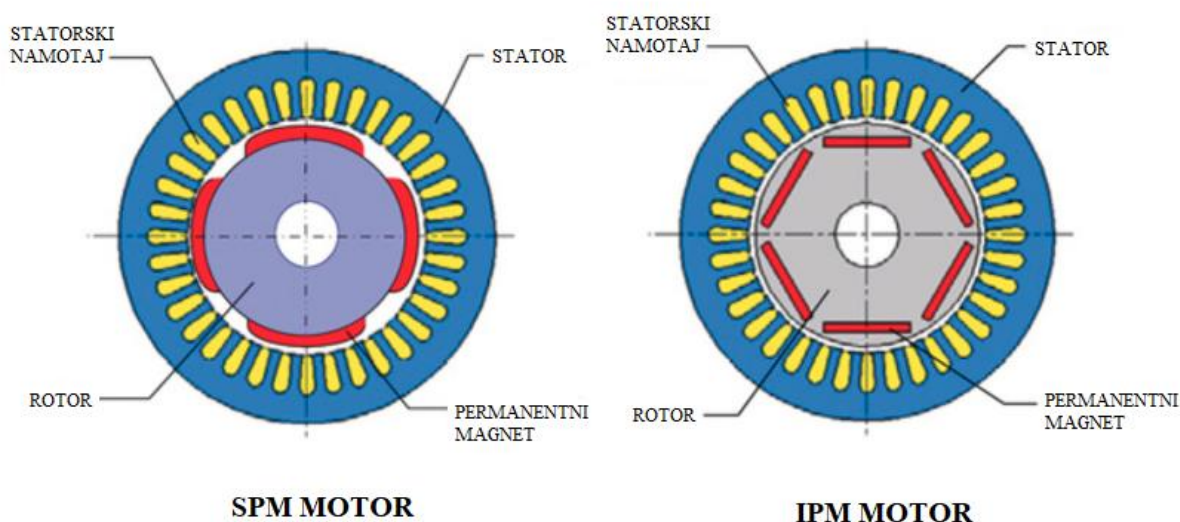 STATORSKI
NAMOTAJ
STATOR
ROTOR
PERMANENTNI
MAGNET
SPM MOTOR
STATORSKI
NAMOTAJ
STATOR
ROTOR
PERMANENTNI
MAGNET
IPM MOTOR